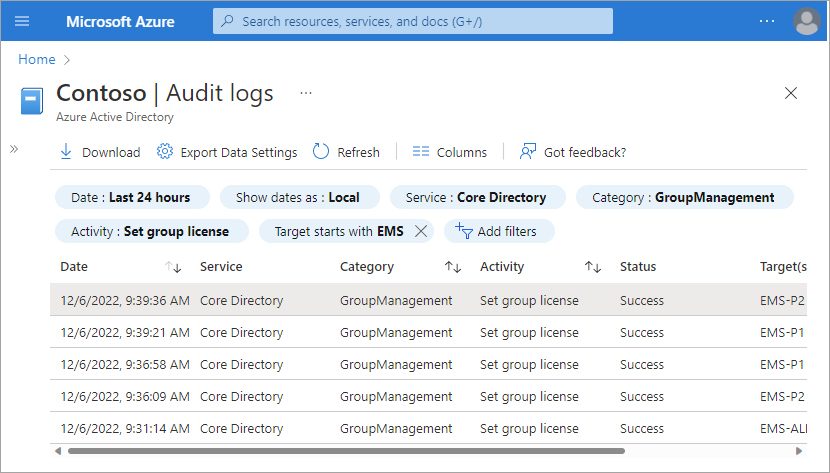 Microsoft Azure Search resources, services, and docs (G+/) ...
Home >
Contoso | Audit logs ...
Azure Active Directory
Download Export Data Settings Refresh Columns Got feedback?
Date : Last 24 hours Show dates as : Local Service : Core Directory Category : GroupManagement
Activity : Set group license Target starts with EMS Add filters
Date Service Category Activity Status Target(s
12/6/2022, 9:39:36 AM Core Directory GroupManagement Set group license Success EMS-P2
12/6/2022, 9:39:21 AM Core Directory GroupManagement Set group license Success EMS-P1
12/6/2022, 9:36:58 AM Core Directory GroupManagement Set group license Success EMS-P1
12/6/2022, 9:36:09 AM Core Directory GroupManagement Set group license Success EMS-P2
12/6/2022, 9:31:14 AM Core Directory GroupManagement Set group license Success EMS-ALL